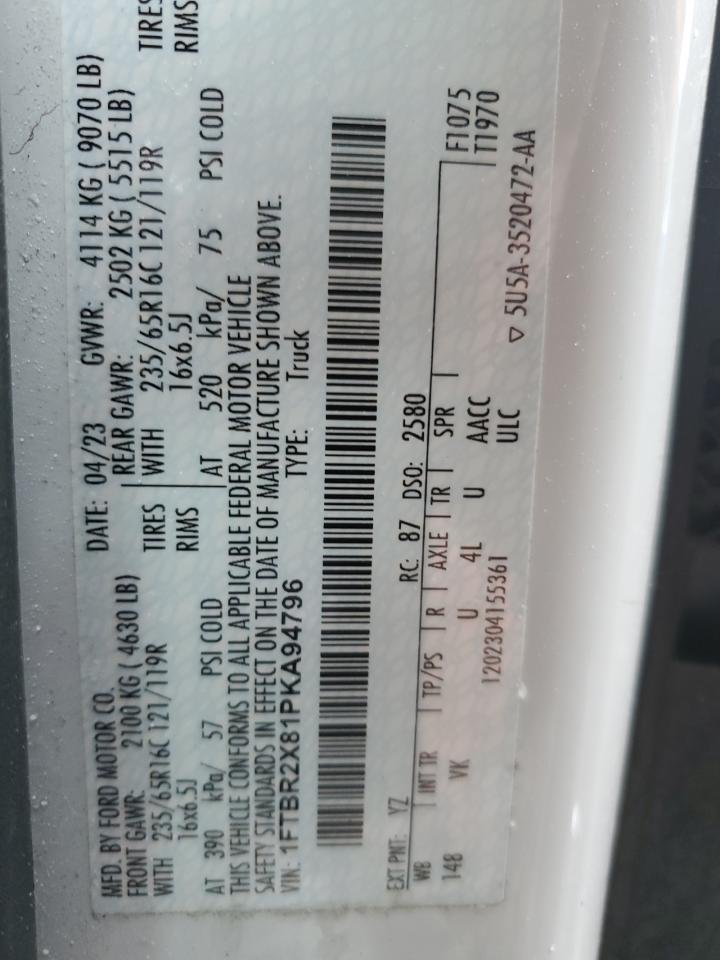 MFD. BY FORD MOTOR CO. DATE: 04/23 GVWR: 4114 KG ( 9070 LB)
FRONT GAWR: 2100 KG ( 4630 LB) REAR GAWR: 2502 KG ( 5515 LB)
WITH 235/65R16C 121/119R TIRES WITH 235/65R16C 121/119R TIRES
16x6.5J RIMS 16x6.5J RIMS
AT 390 kPa/ 57 PSI COLD AT 520 kPa/ 75 PSI COLD
THIS VEHICLE CONFORMS TO ALL APPLICABLE FEDERAL MOTOR VEHICLE
SAFETY STANDARDS IN EFFECT ON THE DATE OF MANUFACTURE SHOWN ABOVE.
VIN: 1FTBR2X81PKA94796 TYPE: Truck
EXT PNT: YZ RC: 87 DSO: 2580
WB INT TR TP/PS R AXLE TR SPR F1075
148 VK U 4L U AACC T1970
1202304155361 ULC
▽ 5U5A-3520472-AA